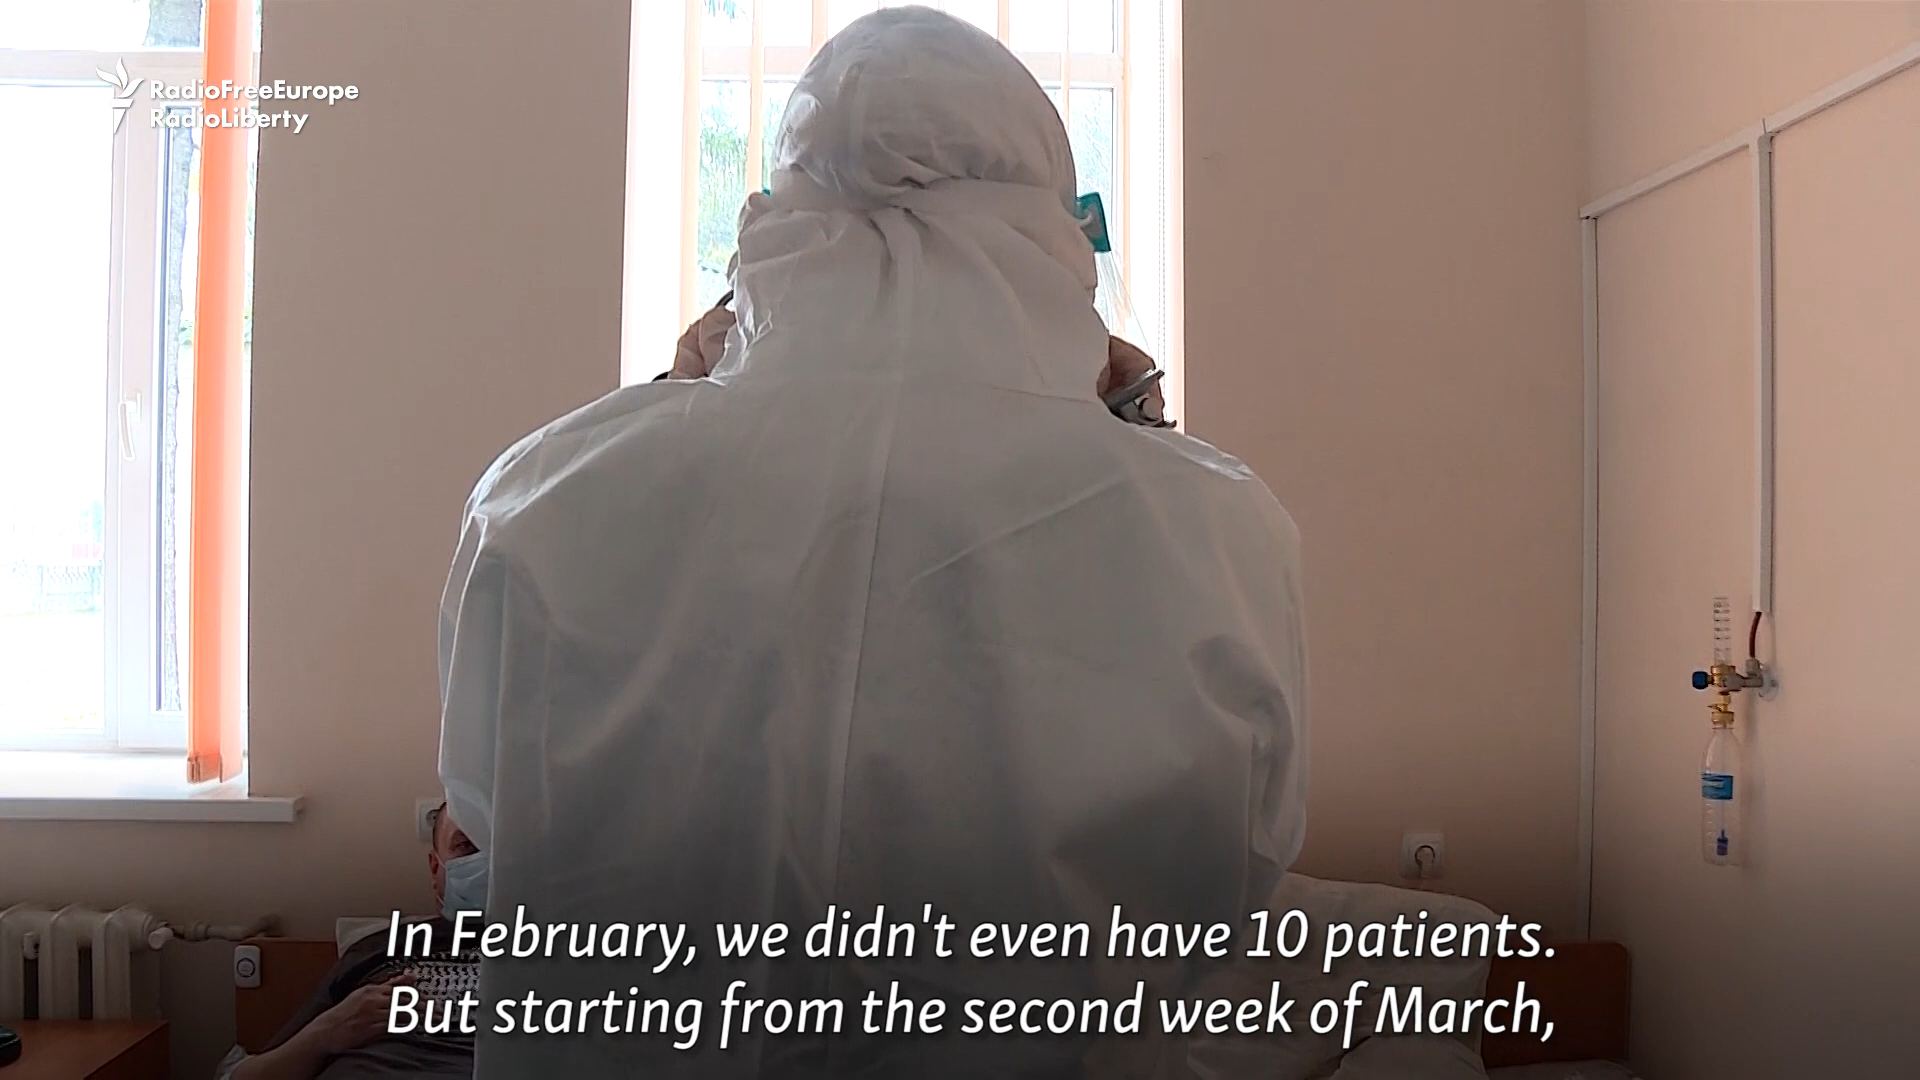 RadioFreeEurope
RadioLiberty
In February, we didn't even have 10 patients.
But starting from the second week of March,